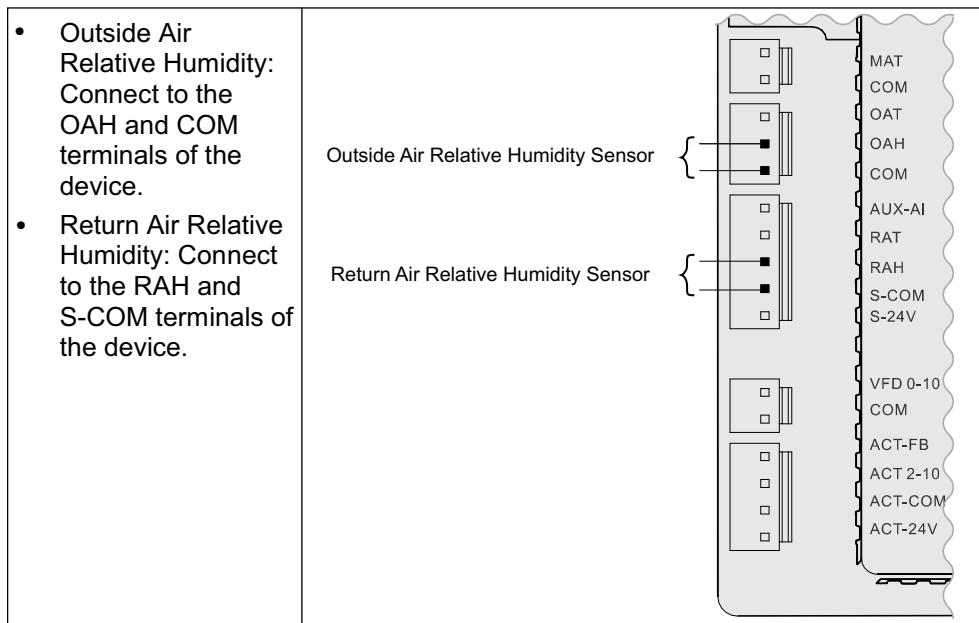 • Outside Air
Relative Humidity:
Connect to the
OAH and COM
terminals of the
device.
• Return Air Relative
Humidity: Connect
to the RAH and
S-COM terminals of
the device.
Outside Air Relative Humidity Sensor
Return Air Relative Humidity Sensor
MAT
COM
OAT
OAH
COM
AUX-AI
RAT
RAH
S-COM
S-24V
VFD 0-10
COM
ACT-FB
ACT 2-10
ACT-COM
ACT-24V